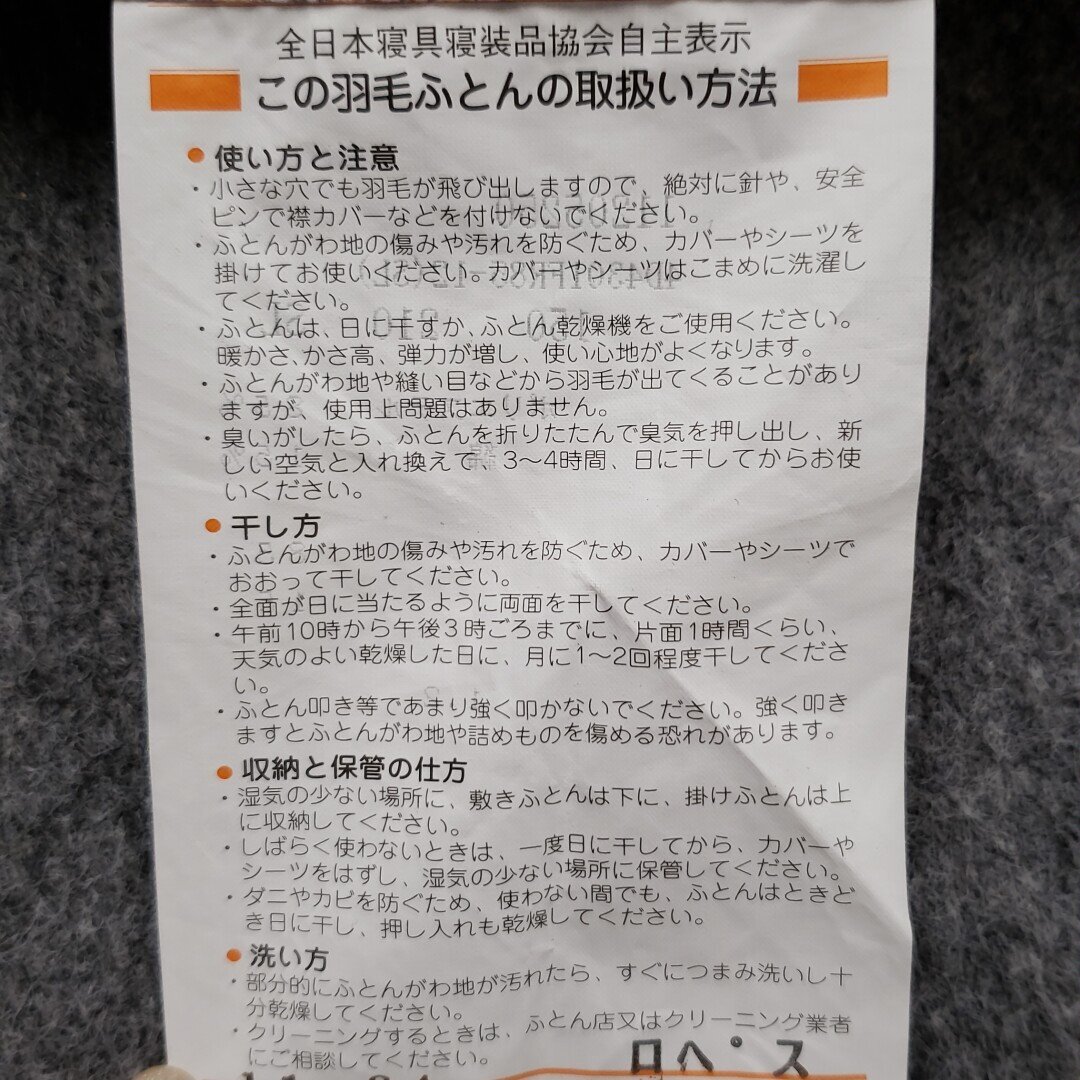 全日本寝具寝装品協会自主表示
この羽毛ふとんの取扱い方法
● 使い方と注意
・小さな穴でも羽毛が飛び出しますので、絶対に針や、安全
ピンで襟カバーなどを付けないでください。
・ふとんがわ地の傷みや汚れを防ぐため、カバーやシーツを
掛けてお使いください。カバーやシーツはこまめに洗濯し
てください。
・ふとんは、日に干すか、ふとん乾燥機をご使用ください。
暖かさ、かさ高、弾力が増し、使い心地がよくなります。
・ふとんがわ地や縫い目などから羽毛が出てくることがあり
ますが、使用上問題はありません。
・臭いがしたら、ふとんを折りたたんで臭気を押し出し、新
しい空気と入れ換えて、3〜4時間、日に干してからお使
いください。
● 干し方
・ふとんがわ地の傷みや汚れを防ぐため、カバーやシーツで
おおって干してください。
・全面が日に当たるように両面を干してください。
・午前10時から午後3時ごろまでに、片面1時間くらい、
天気のよい乾燥した日に、月に1〜2回程度干してくださ
い。
・ふとん叩き等であまり強く叩かないでください。強く叩き
ますとふとんがわ地や詰めものを傷める恐れがあります。
● 収納と保管の仕方
・湿気の少ない場所に、敷きふとんは下に、掛けふとんは上
に収納してください。
・しばらく使わないときは、一度日に干してから、カバーや
シーツをはずし、湿気の少ない場所に保管してください。
・ダニやカビを防ぐため、使わない間でも、ふとんはときど
き日に干し、押し入れも乾燥してください。
● 洗い方
・部分的にふとんがわ地が汚れたら、すぐにつまみ洗いし十
分乾燥してください。
・クリーニングするときは、ふとん店又はクリーニング業者
にご相談してください。
ロペス